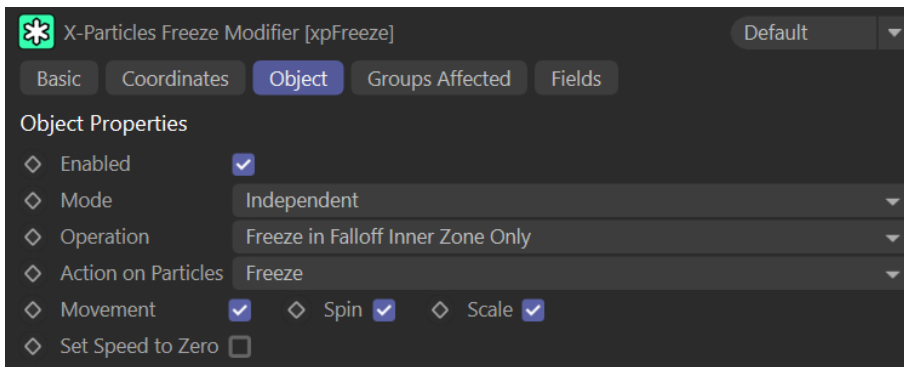 X-Particles Freeze Modifier [xpFreeze] Default
Basic Coordinates Object Groups Affected Fields
Object Properties
Enabled
Mode Independent
Operation Freeze in Falloff Inner Zone Only
Action on Particles Freeze
Movement Spin Scale
Set Speed to Zero